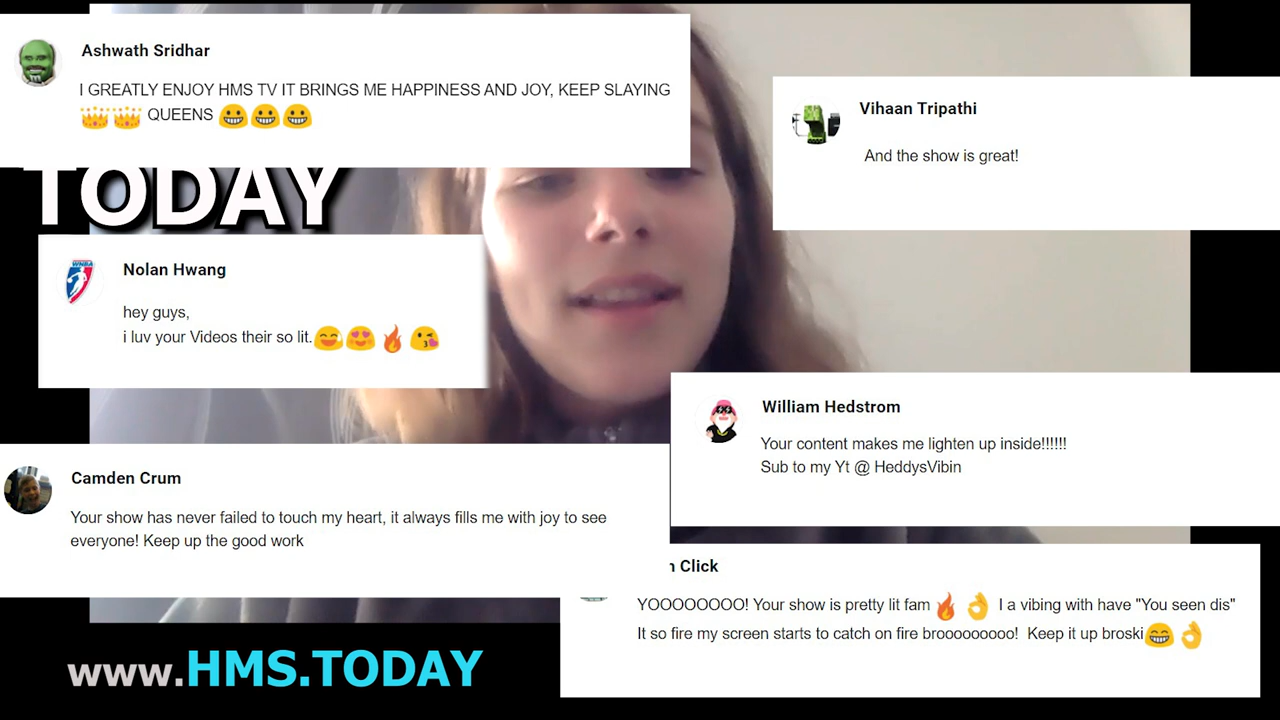 Ashwath Sridhar
I GREATLY ENJOY HMS TV IT BRINGS ME HAPPINESS AND JOY, KEEP SLAYING
👑👑 QUEENS 😀😀😀
Vihaan Tripathi
And the show is great!
TODAY
WNBA
Nolan Hwang
hey guys,
i luv your Videos their so lit.🤗😍🔥😘
William Hedstrom
Your content makes me lighten up inside!!!!!!
Sub to my Yt @ HeddysVibin
Camden Crum
Your show has never failed to touch my heart, it always fills me with joy to see
everyone! Keep up the good work
Click
YOOOOOOOO! Your show is pretty lit fam 🔥 👌 I a vibing with have "You seen dis"
It so fire my screen starts to catch on fire brooooooooo! Keep it up broski😁👌
www.HMS.TODAY